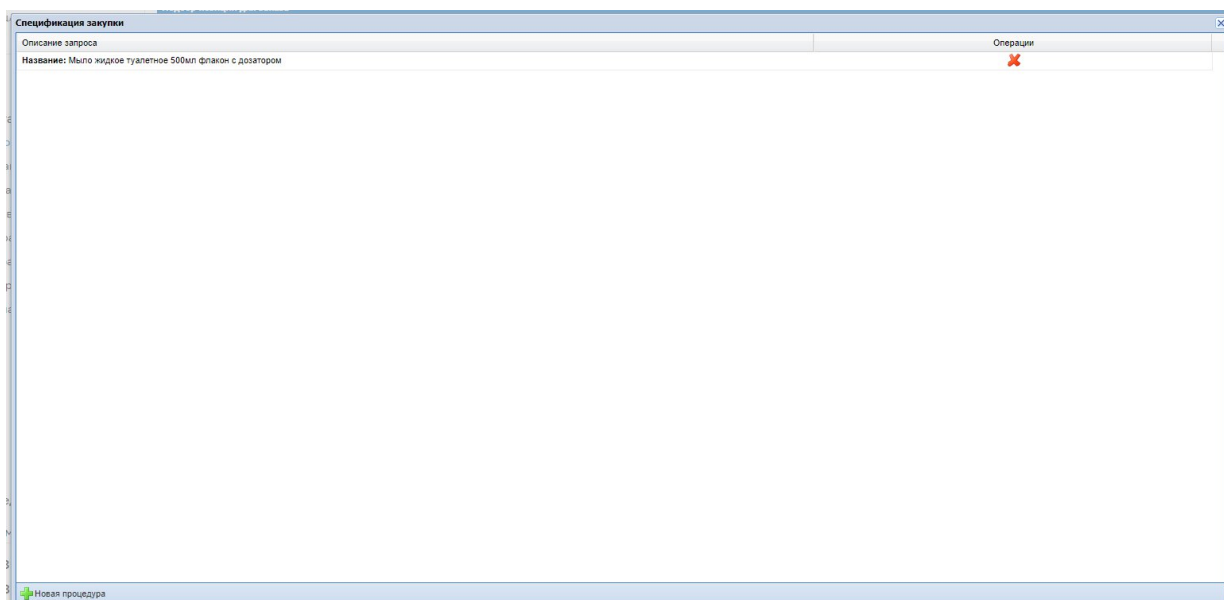 Спецификация закупки
Описание запроса Операции
Название: Мыло жидкое туалетное 500мл флакон с дозатором
Новая процедура